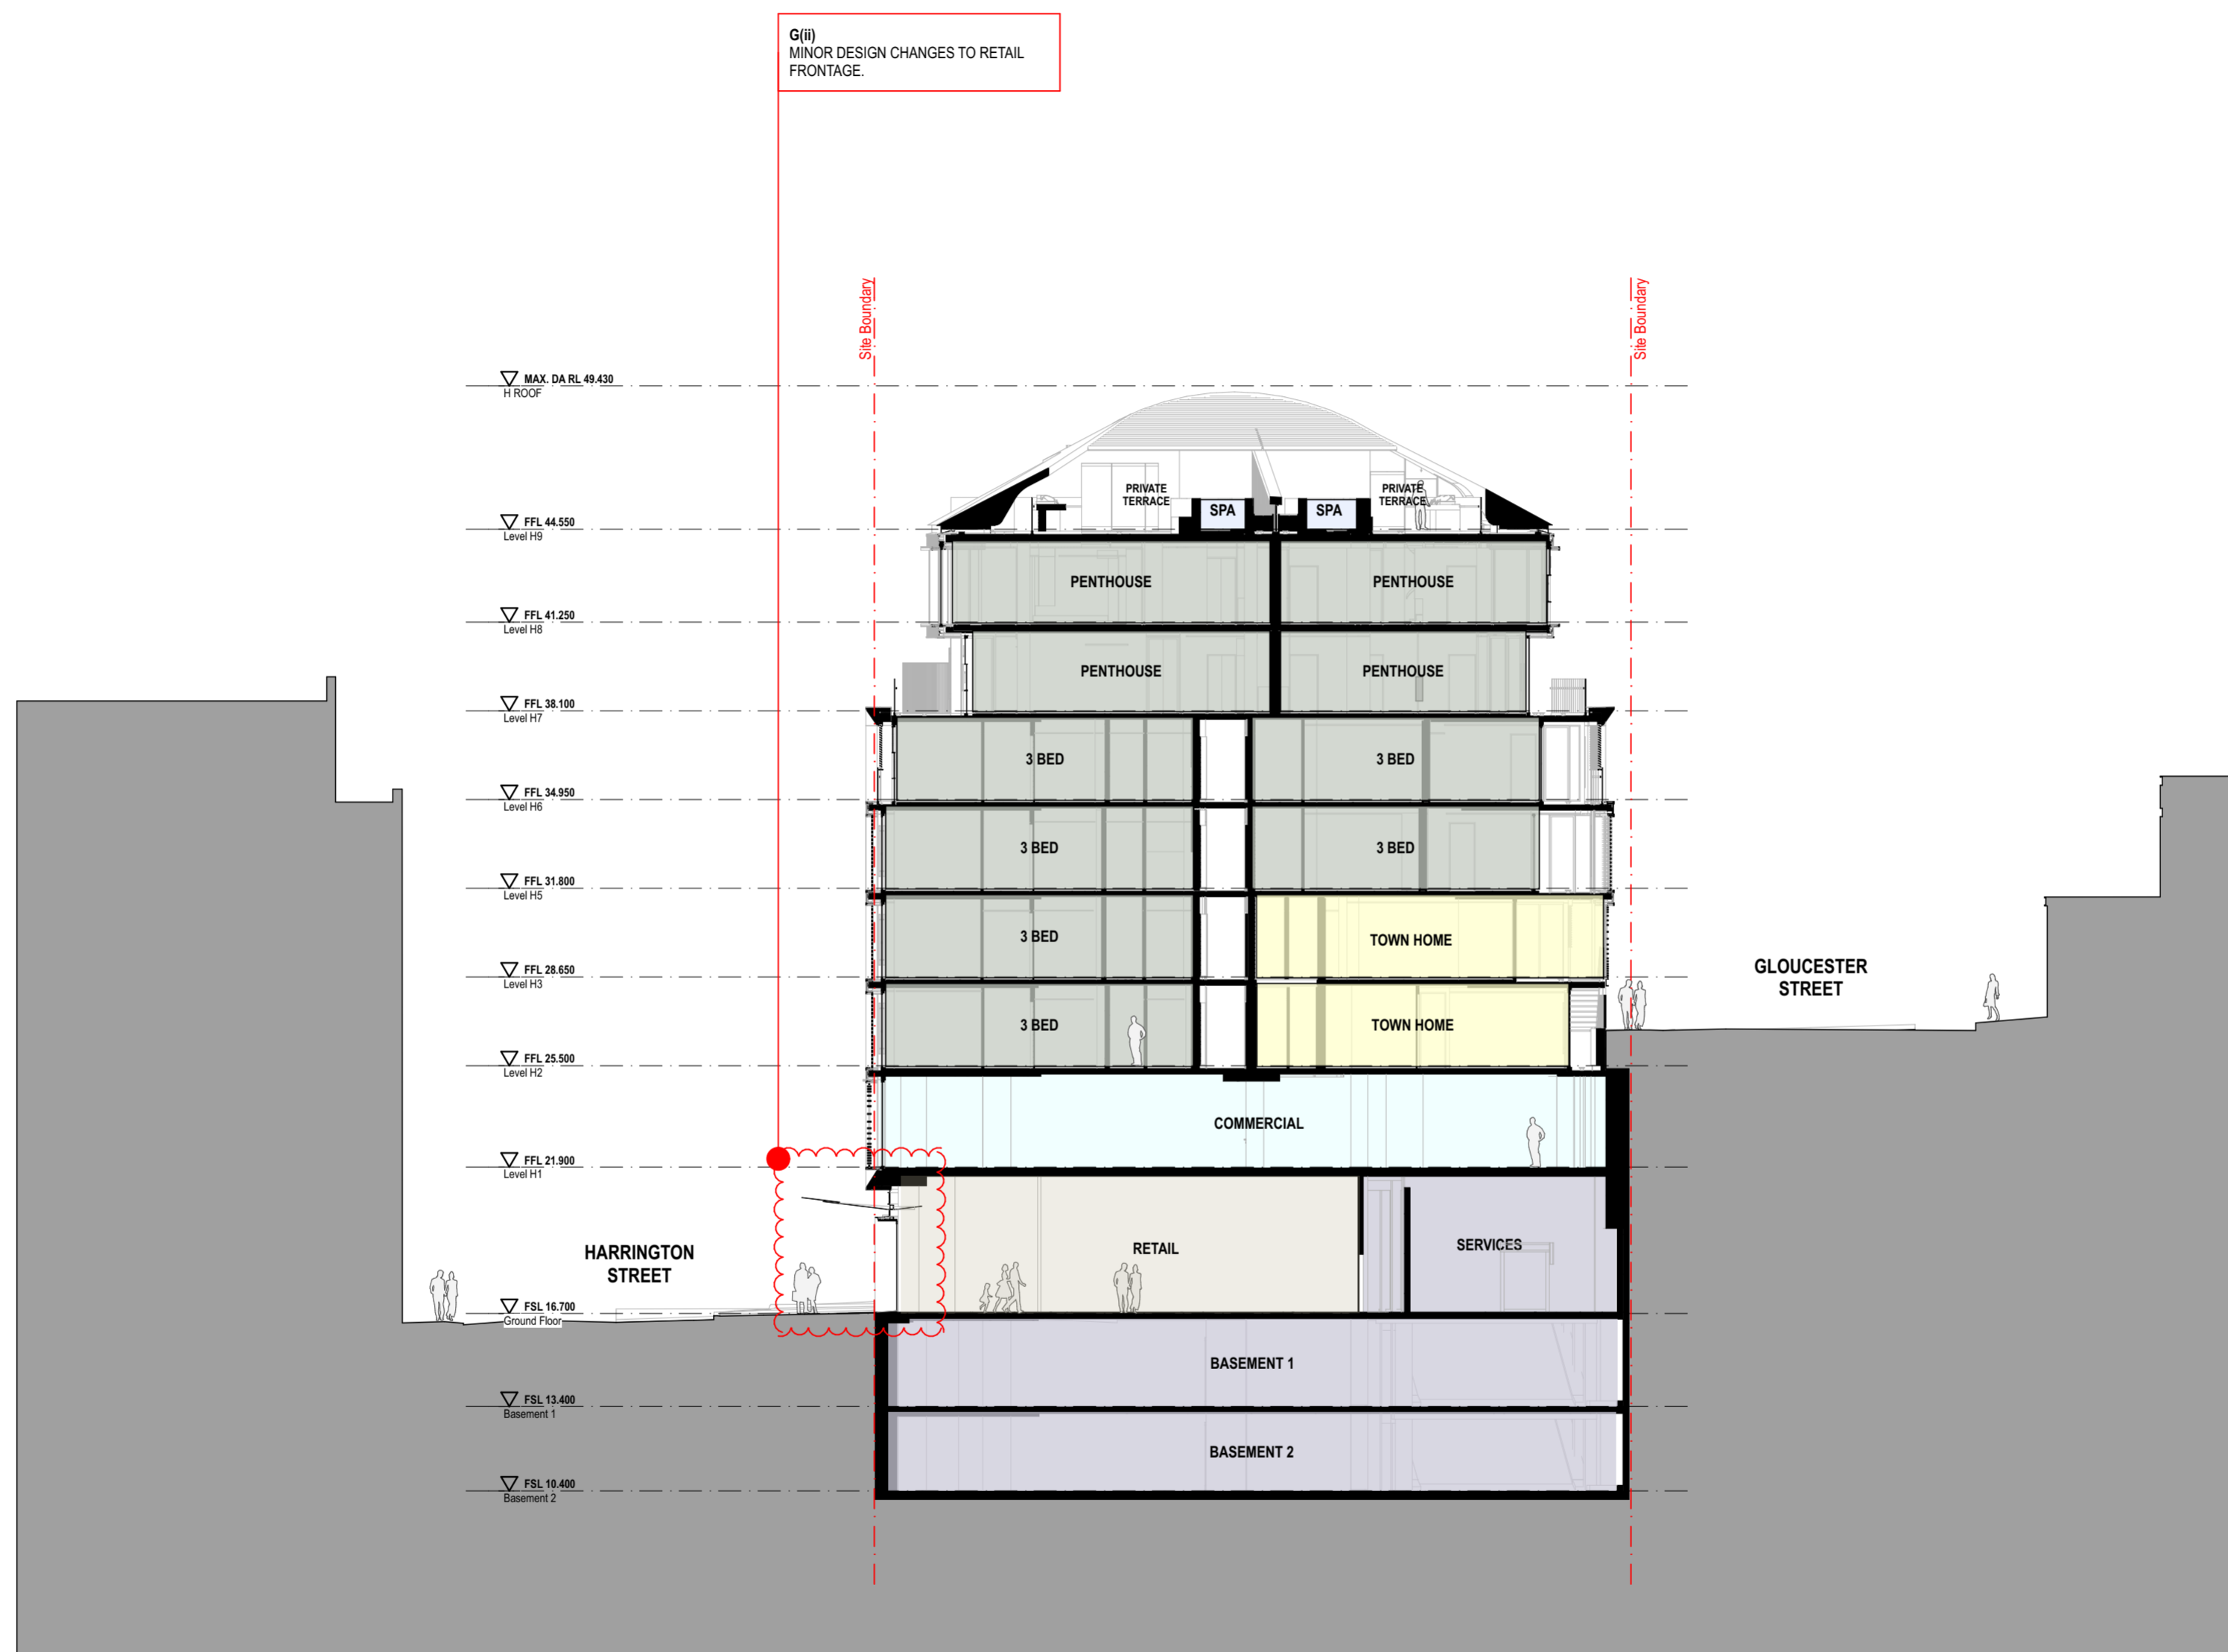 G(ii)
MINOR DESIGN CHANGES TO RETAIL
FRONTAGE.
Site Boundary
Site Boundary
MAX. DA RL 49.430
H ROOF
PRIVATE
TERRACE
SPA
SPA
PRIVATE
TERRACE
FFL 44.550
Level H9
PENTHOUSE
PENTHOUSE
FFL 41.250
Level H8
PENTHOUSE
PENTHOUSE
FFL 38.100
Level H7
3 BED
3 BED
FFL 34.950
Level H6
3 BED
3 BED
FFL 31.800
Level H5
3 BED
TOWN HOME
FFL 28.650
Level H3
GLOUCESTER
STREET
3 BED
TOWN HOME
FFL 25.500
Level H2
COMMERCIAL
FFL 21.900
Level H1
HARRINGTON
STREET
RETAIL
SERVICES
FSL 16.700
Ground Floor
BASEMENT 1
FSL 13.400
Basement 1
BASEMENT 2
FSL 10.400
Basement 2